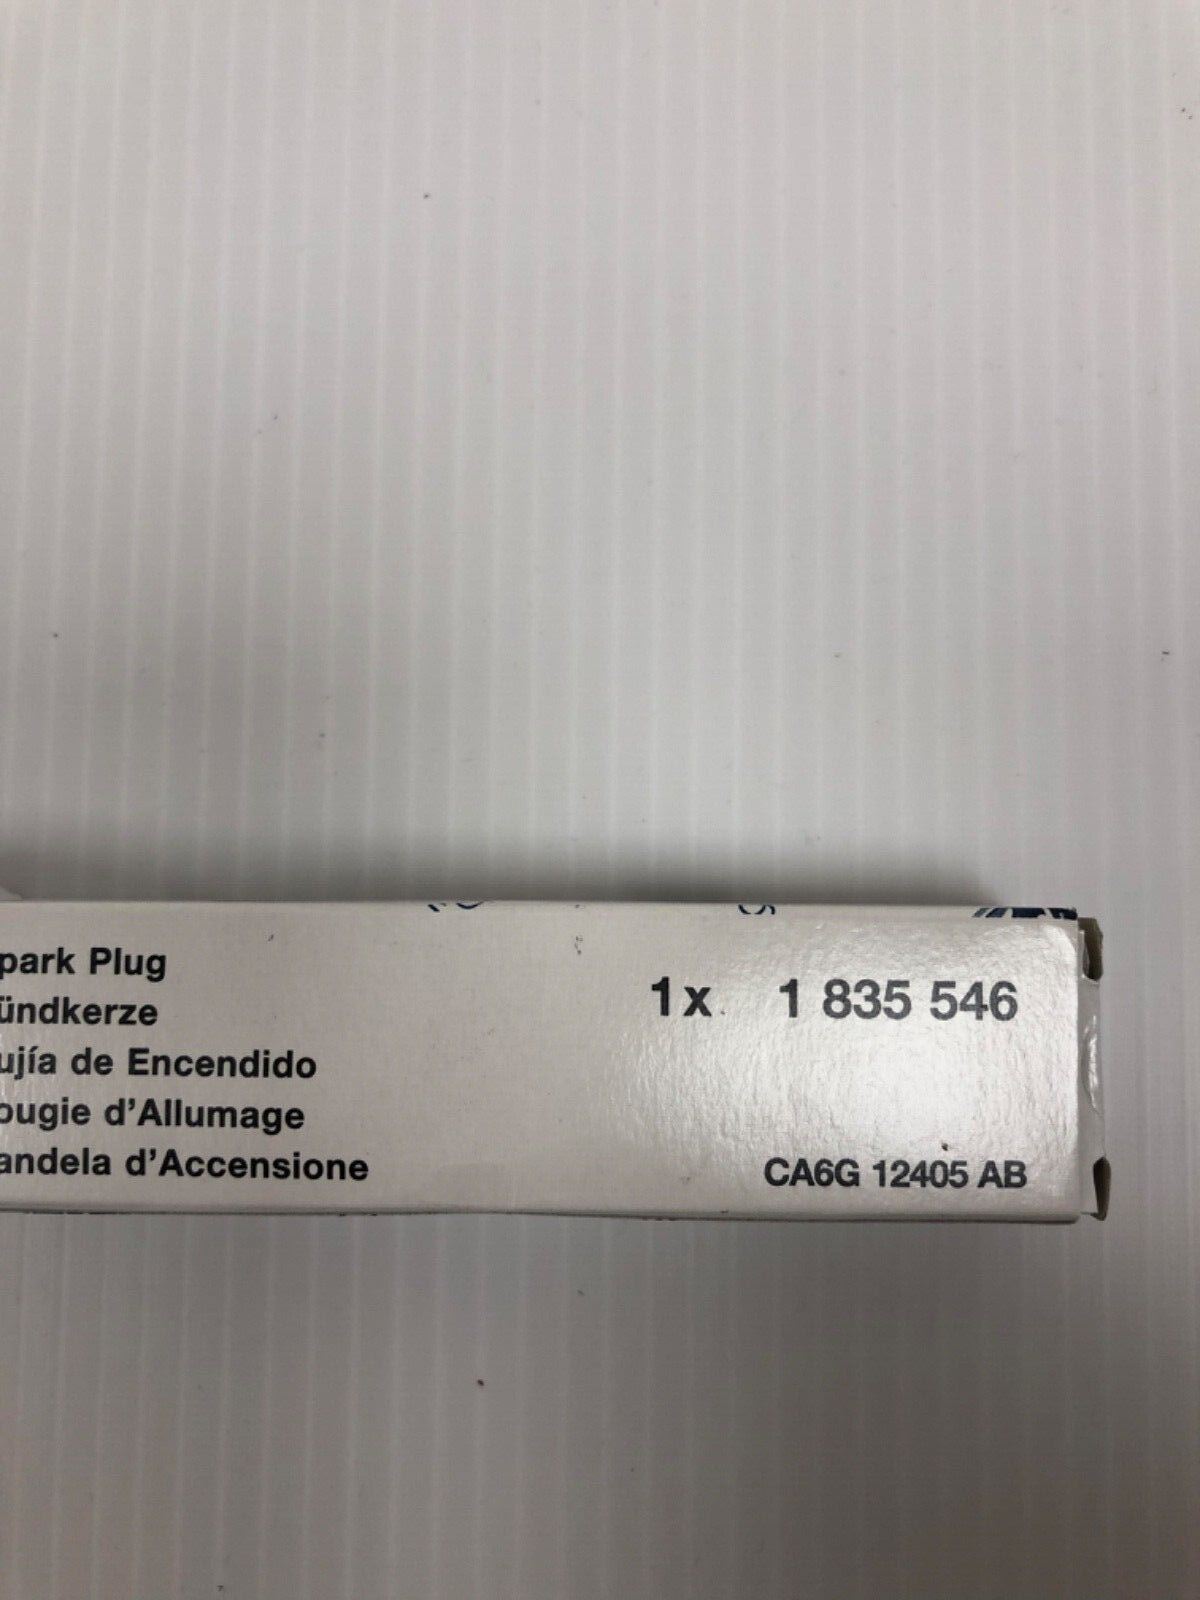 park Plug
ündkerze
ujía de Encendido
ougie d'Allumage
andela d'Accensione
1x 1 835 546
CA6G 12405 AB